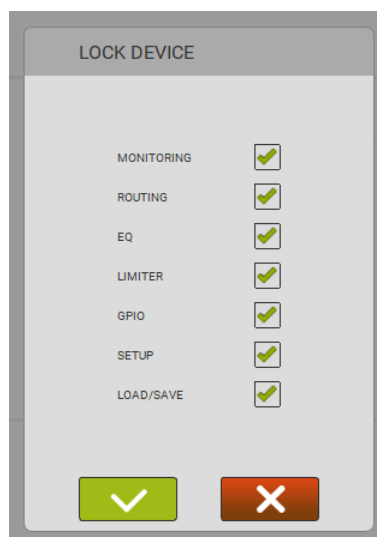 LOCK DEVICE
MONITORING
ROUTING
EQ
LIMITER
GPIO
SETUP
LOAD/SAVE